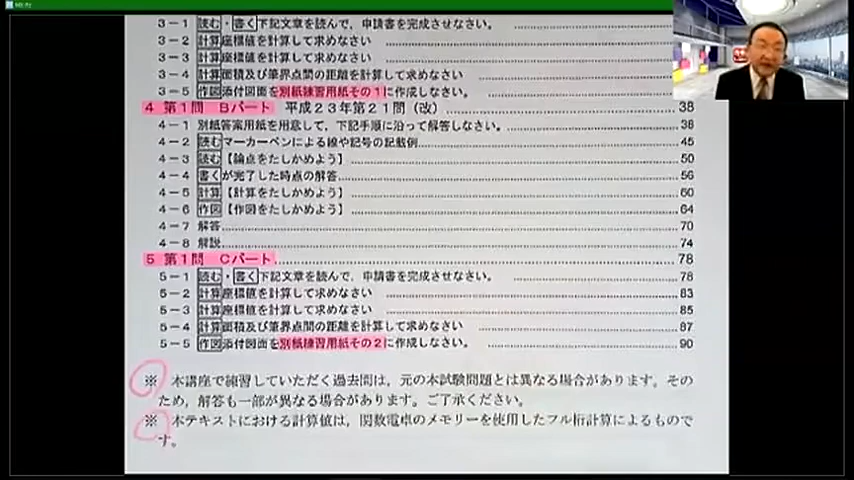 3－1 読む・書く下記文章を読んで、申請書を完成させなさい。
3－2 計算座標値を計算して求めなさい
3－3 計算座標値を計算して求めなさい
3－4 計算面積及び筆界点間の距離を計算して求めなさい
3－5 作図添付図面を別紙練習用紙その1に作成しなさい。
4 第1問 Bパート 平成23年第21問（改） 38
4－1 別紙答案用紙を用意して，下記手順に沿って解答しなさい。 38
4－2 読むマーカーペンによる線や記号の記載例 45
4－3 読む【論点をたしかめよう】 50
4－4 書くが完了した時点の解答 56
4－5 計算【計算をたしかめよう】 60
4－6 作図【作図をたしかめよう】 64
4－7 解答 70
4－8 解説 74
5 第1問 Cパート 78
5－1 読む・書く下記文章を読んで，申請書を完成させなさい。 78
5－2 計算座標値を計算して求めなさい 83
5－3 計算座標値を計算して求めなさい 85
5－4 計算面積及び筆界点間の距離を計算して求めなさい 87
5－5 作図添付図面を別紙練習用紙その2に作成しなさい。 90
※ 本講座で練習していただく過去問は，元の本試験問題とは異なる場合があります。その
ため，解答も一部が異なる場合があります。ご了承ください。
※ 本テキストにおける計算値は，関数電卓のメモリーを使用したフル桁計算によるもので
す。